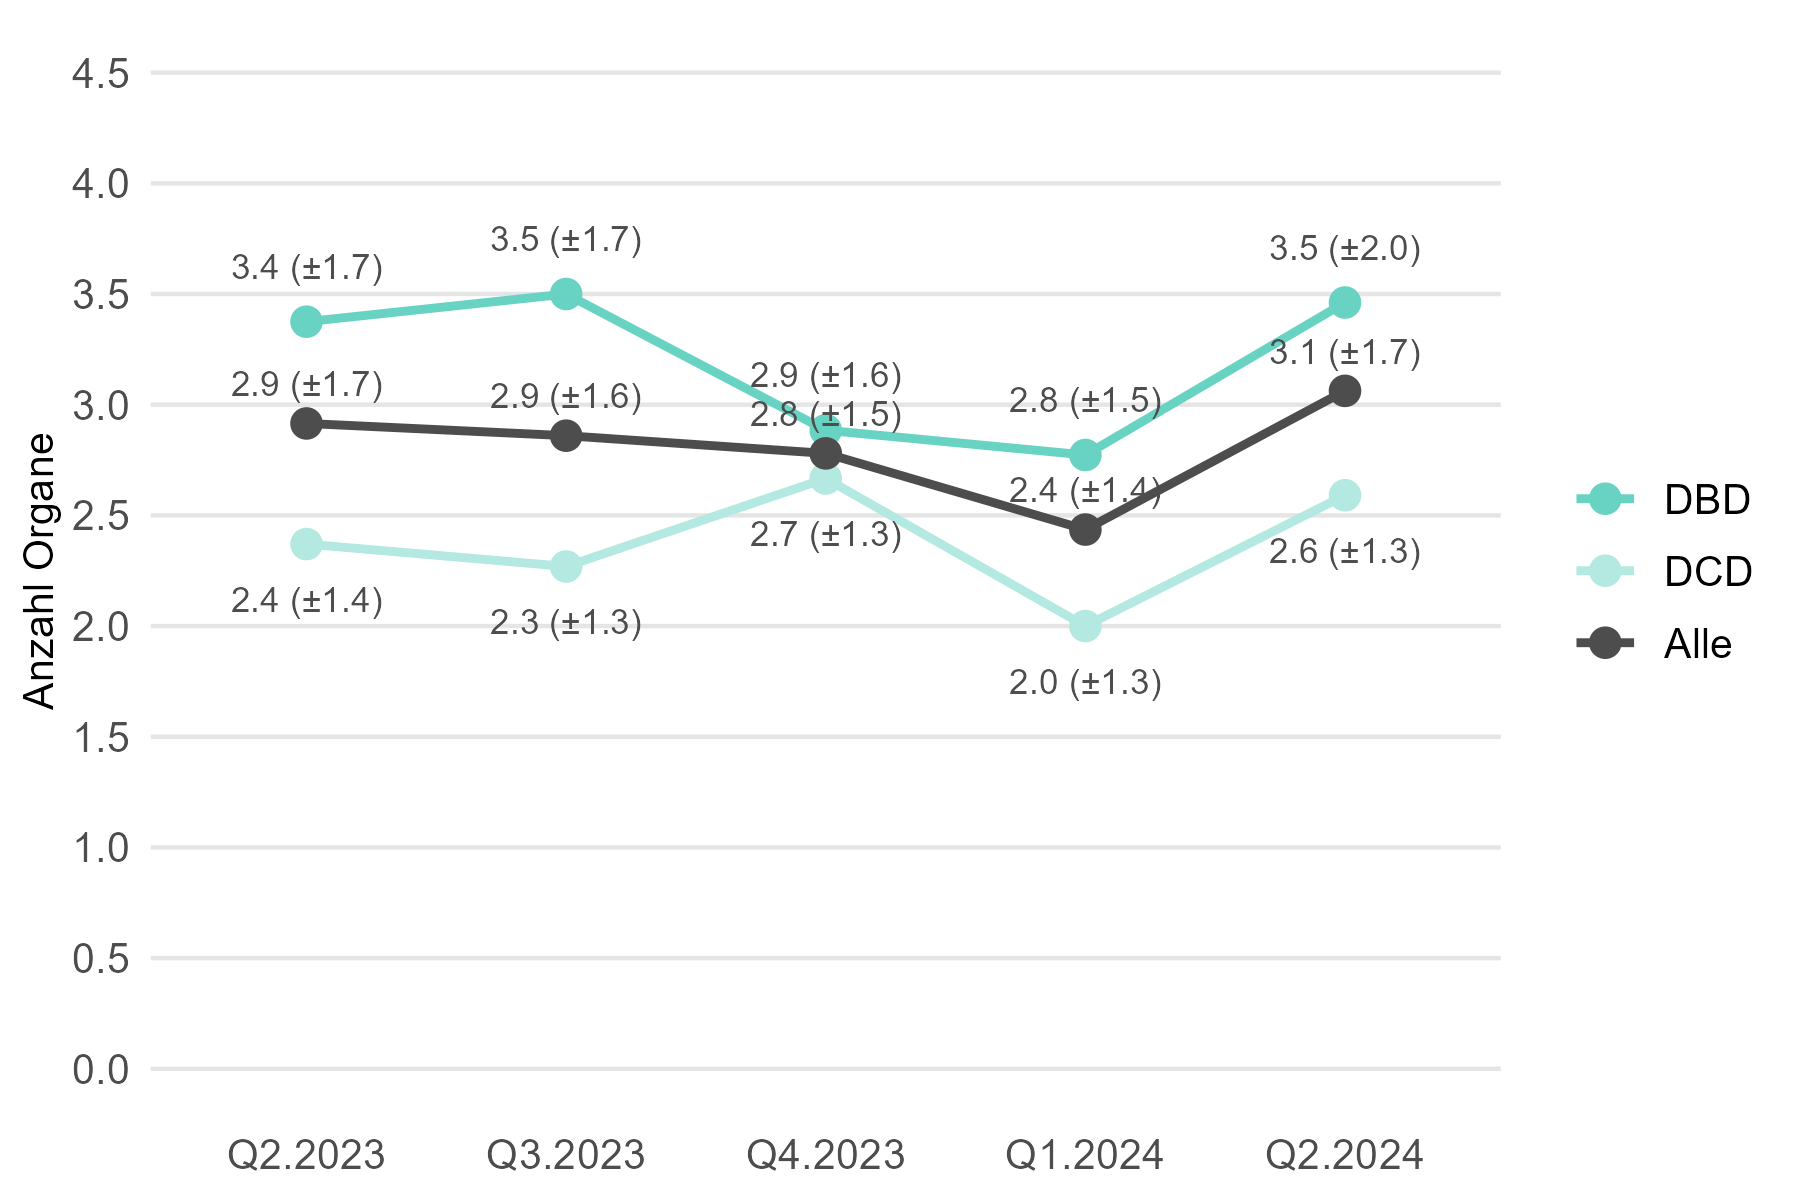 4.5
4.0
3.5
3.0
2.5
2.0
1.5
1.0
0.5
0.0
Anzahl Organe
3.4 (±1.7)
3.5 (±1.7)
2.9 (±1.6)
2.8 (±1.5)
3.5 (±2.0)
2.9 (±1.7)
2.9 (±1.6)
2.8 (±1.5)
2.4 (±1.4)
3.1 (±1.7)
2.4 (±1.4)
2.3 (±1.3)
2.7 (±1.3)
2.0 (±1.3)
2.6 (±1.3)
Q2.2023
Q3.2023
Q4.2023
Q1.2024
Q2.2024
DBD
DCD
Alle